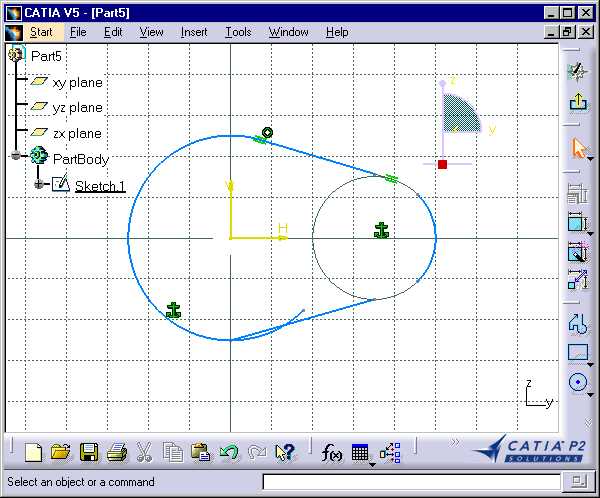 CATIA V5 - [Part5]
Start File Edit View Insert Tools Window Help
Part5
xy plane
yz plane
zx plane
PartBody
Sketch.1
z
x y
V
H
z
y
f(x)
CATIA P2
SOLUTIONS
Select an object or a command